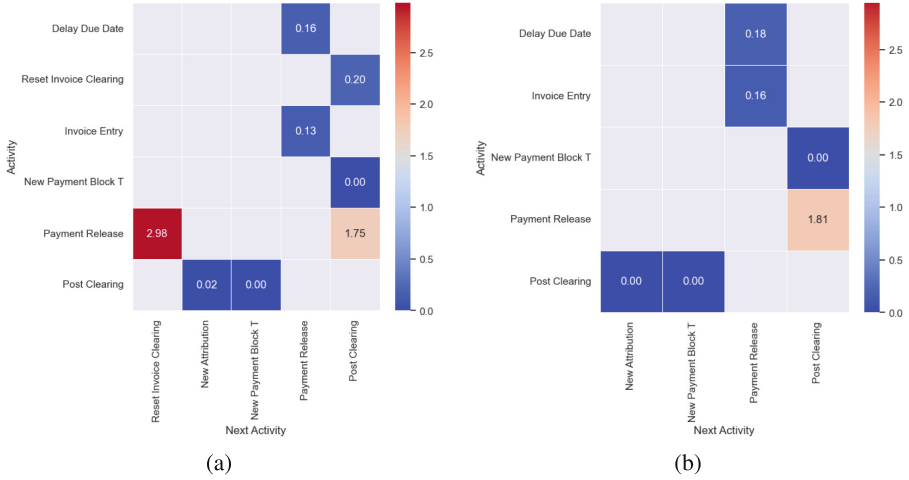 Delay Due Date
Reset Invoice Clearing
Invoice Entry
New Payment Block T
Payment Release
Post Clearing
Activity
0.16
0.20
0.13
0.00
2.98 1.75
0.02 0.00
Reset Invoice Clearing
New Attribution
New Payment Block T
Payment Release
Post Clearing
Next Activity
2.5
2.0
1.5
1.0
0.5
0.0
(a)
Delay Due Date
Invoice Entry
New Payment Block T
Payment Release
Post Clearing
Activity
0.18
0.16
0.00
1.81
0.00 0.00
New Attribution
New Payment Block T
Payment Release
Post Clearing
Next Activity
2.5
2.0
1.5
1.0
0.5
0.0
(b)